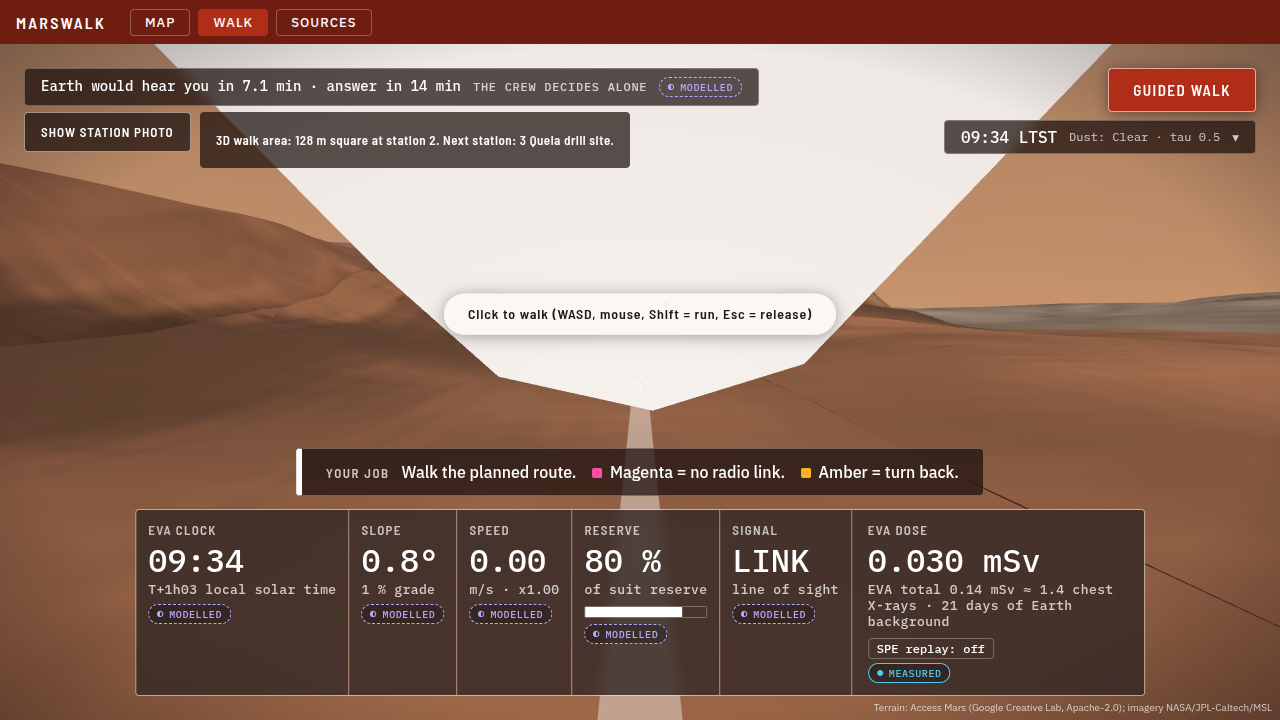 MARSWALK MAP WALK SOURCES
Earth would hear you in 7.1 min · answer in 14 min THE CREW DECIDES ALONE MODELLED
GUIDED WALK
SHOW STATION PHOTO
3D walk area: 128 m square at station 2. Next station: 3 Quela drill site.
09:34 LTST Dust: Clear · tau 0.5 ▼
Click to walk (WASD, mouse, Shift = run, Esc = release)
YOUR JOB Walk the planned route. Magenta = no radio link. Amber = turn back.
EVA CLOCK
09:34
T+1h03 local solar time
MODELLED
SLOPE
0.8°
1 % grade
MODELLED
SPEED
0.00
m/s · x1.00
MODELLED
RESERVE
80 %
of suit reserve
MODELLED
SIGNAL
LINK
line of sight
MODELLED
EVA DOSE
0.030 mSv
EVA total 0.14 mSv ≈ 1.4 chest
X-rays · 21 days of Earth
background
SPE replay: off
MEASURED
Terrain: Access Mars (Google Creative Lab, Apache-2.0); imagery NASA/JPL-Caltech/MSL